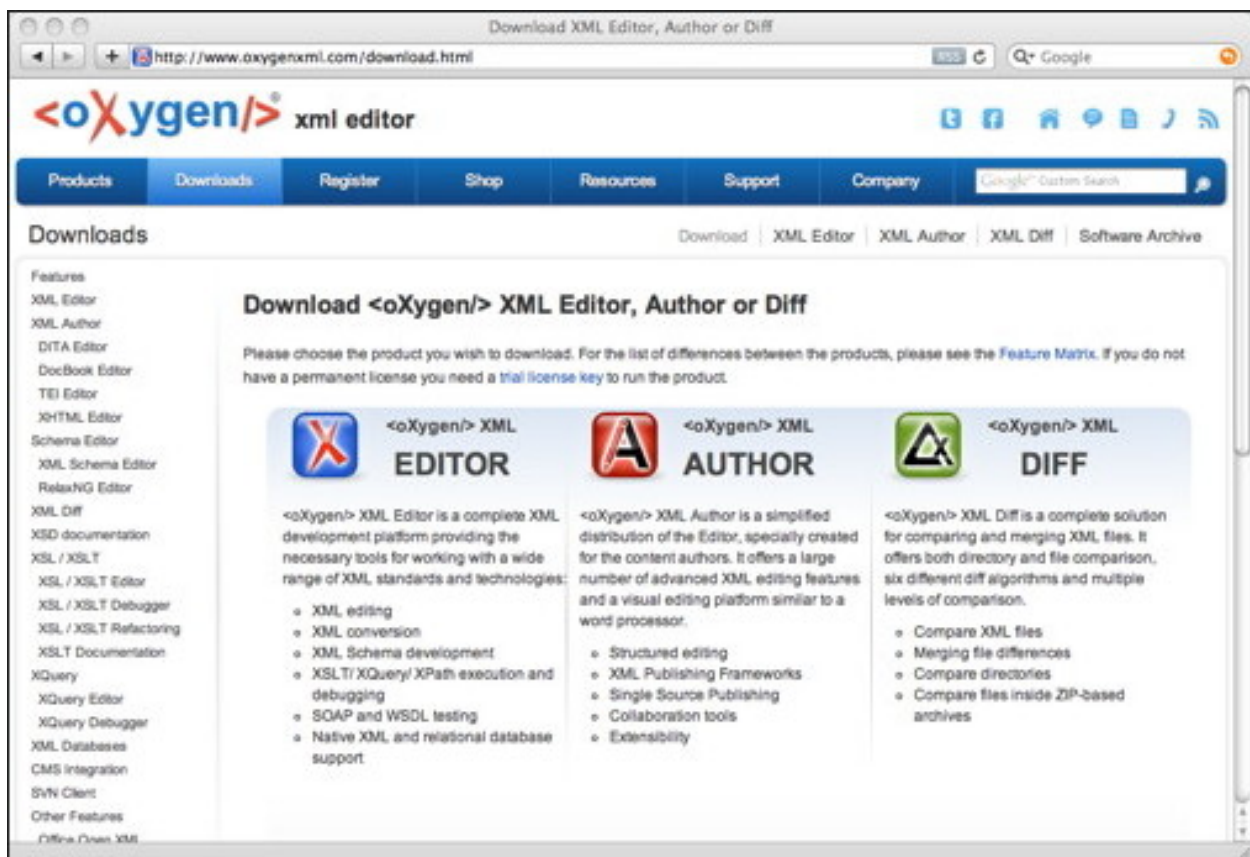 Download XML Editor, Author or Diff
http://www.oxygenxml.com/download.html
RSS
Google
<oXygen/>® xml editor
Products Downloads Register Shop Resources Support Company Google™ Custom Search
Downloads
Download XML Editor XML Author XML Diff Software Archive
Features
XML Editor
XML Author
DITA Editor
DocBook Editor
TEI Editor
XHTML Editor
Schema Editor
XML Schema Editor
RelaxNG Editor
XML Diff
XSD documentation
XSL / XSLT
XSL / XSLT Editor
XSL / XSLT Debugger
XSL / XSLT Refactoring
XSLT Documentation
XQuery
XQuery Editor
XQuery Debugger
XML Databases
CMS Integration
SVN Client
Other Features
Office Open XML
Download <oXygen/> XML Editor, Author or Diff
Please choose the product you wish to download. For the list of differences between the products, please see the Feature Matrix. If you do not
have a permanent license you need a trial license key to run the product.
<oXygen/> XML
EDITOR
<oXygen/> XML Editor is a complete XML
development platform providing the
necessary tools for working with a wide
range of XML standards and technologies:
XML editing
XML conversion
XML Schema development
XSLT/ XQuery/ XPath execution and
debugging
SOAP and WSDL testing
Native XML and relational database
support
<oXygen/> XML
AUTHOR
<oXygen/> XML Author is a simplified
distribution of the Editor, specially created
for the content authors. It offers a large
number of advanced XML editing features
and a visual editing platform similar to a
word processor.
Structured editing
XML Publishing Frameworks
Single Source Publishing
Collaboration tools
Extensibility
<oXygen/> XML
DIFF
<oXygen/> XML Diff is a complete solution
for comparing and merging XML files. It
offers both directory and file comparison,
six different diff algorithms and multiple
levels of comparison.
Compare XML files
Merging file differences
Compare directories
Compare files inside ZIP-based
archives